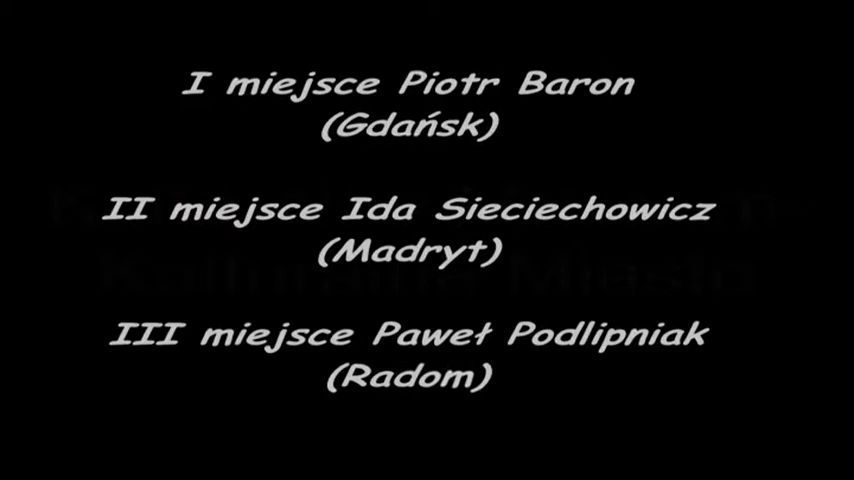 I miejsce Piotr Baron
(Gdańsk)
II miejsce Ida Sieciechowicz
(Madryt)
III miejsce Paweł Podlipniak
(Radom)